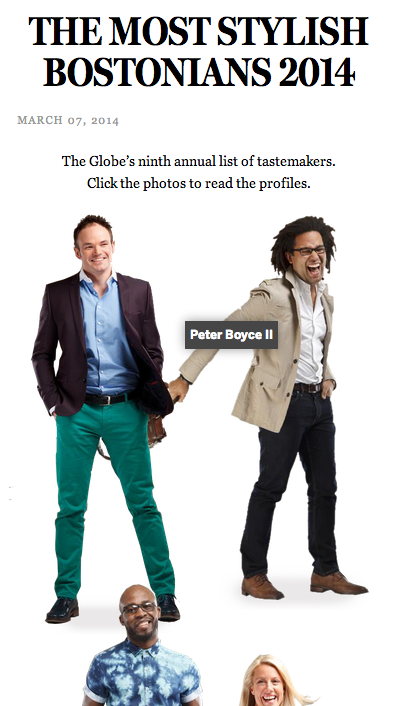 THE MOST STYLISH
BOSTONIANS 2014
MARCH 07, 2014
The Globe’s ninth annual list of tastemakers.
Click the photos to read the profiles.
Peter Boyce II